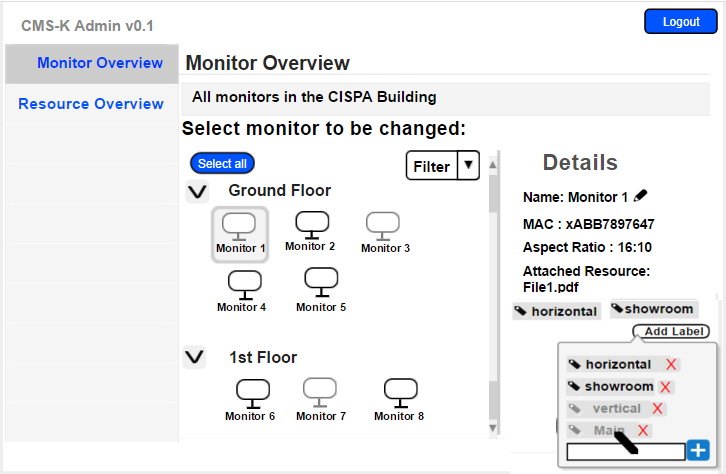 CMS-K Admin v0.1
Logout
Monitor Overview
Resource Overview
Monitor Overview
All monitors in the CISPA Building
Select monitor to be changed:
Select all
Filter
Ground Floor
Monitor 1
Monitor 2
Monitor 3
Monitor 4
Monitor 5
1st Floor
Monitor 6
Monitor 7
Monitor 8
Details
Name: Monitor 1
MAC : xABB7897647
Aspect Ratio : 16:10
Attached Resource:
File1.pdf
horizontal
showroom
Add Label
horizontal X
showroom X
vertical X
Main X